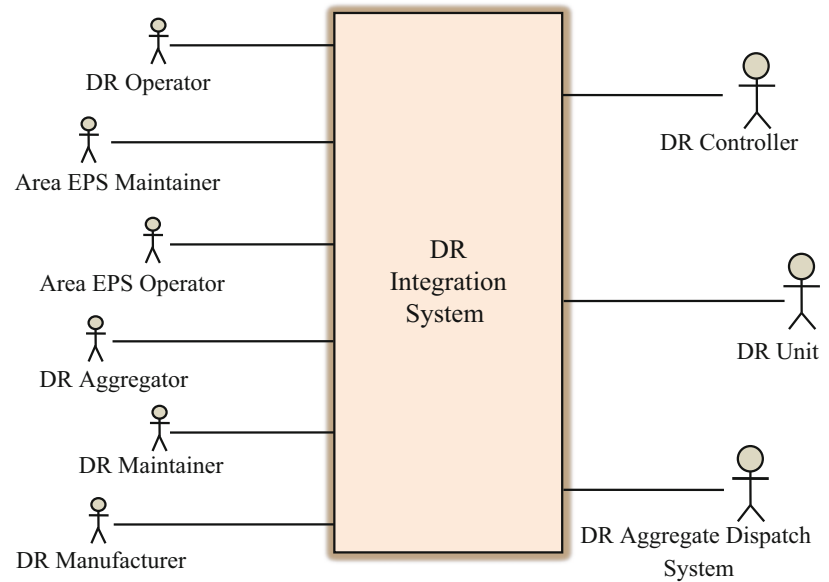 DR Operator
Area EPS Maintainer
Area EPS Operator
DR Aggregator
DR Maintainer
DR Manufacturer
DR
Integration
System
DR Controller
DR Unit
DR Aggregate Dispatch
System